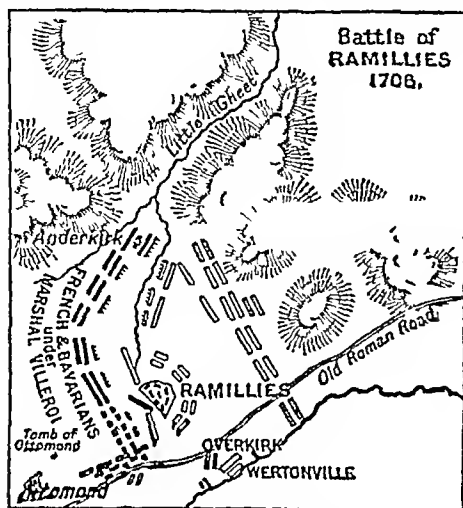 Battle of
RAMILLIES
1706.
Little Gheet
Anderkirk
FRENCH & BAVARIANS
under
MARSHAL VILLEROI
Old Roman Road
RAMILLIES
Tomb of
Ottomond
OVERKIRK
WERTONVILLE